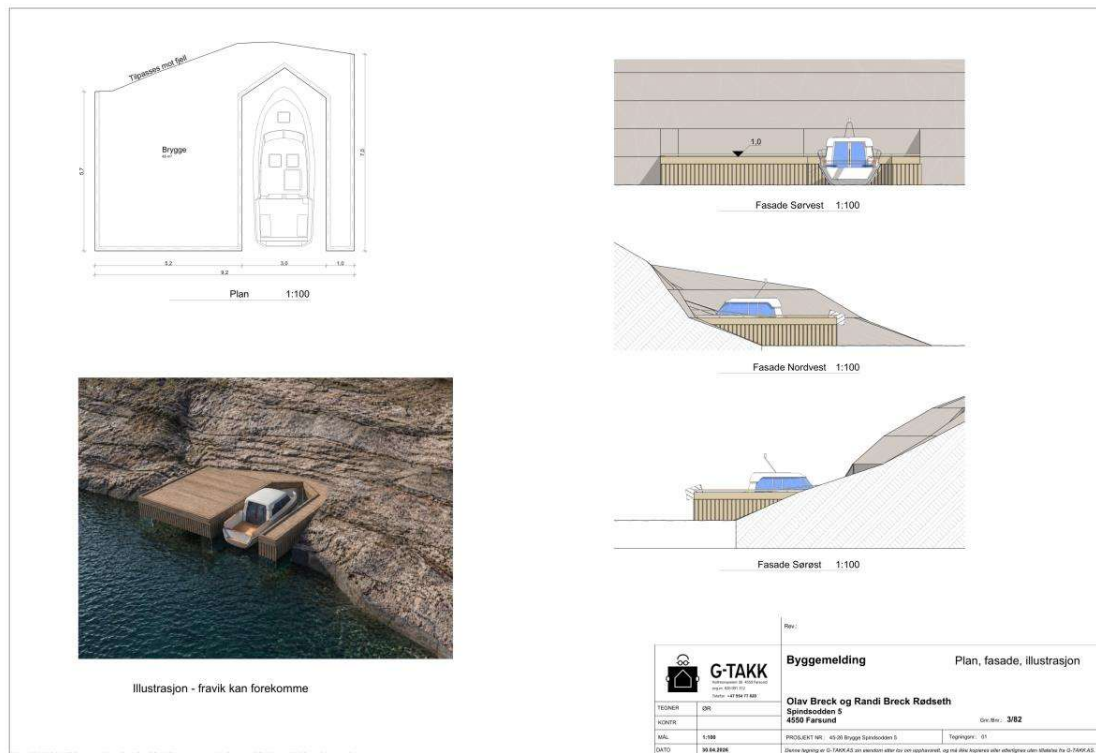 Tilpasses mot fjell
Brygge
5,7
7,0
5,2
3,0
1,0
9,2
Plan 1:100
1,0
Fasade Sørvest 1:100
Fasade Nordvest 1:100
Fasade Sørøst 1:100
Illustrasjon - fravik kan forekomme
Rev.:
G-TAKK
Byggemelding
Plan, fasade, illustrasjon
Olav Breck og Randi Breck Rødseth
Spindsodden 5
4550 Farsund
Gnr./Bnr.: 3/82
TEGNER ØR
KONTR.
MÅL 1:100
PROSJEKT NR.: 45-26 Brygge Spindsodden 5
Tegningsnr.: 01
DATO 30.04.2026